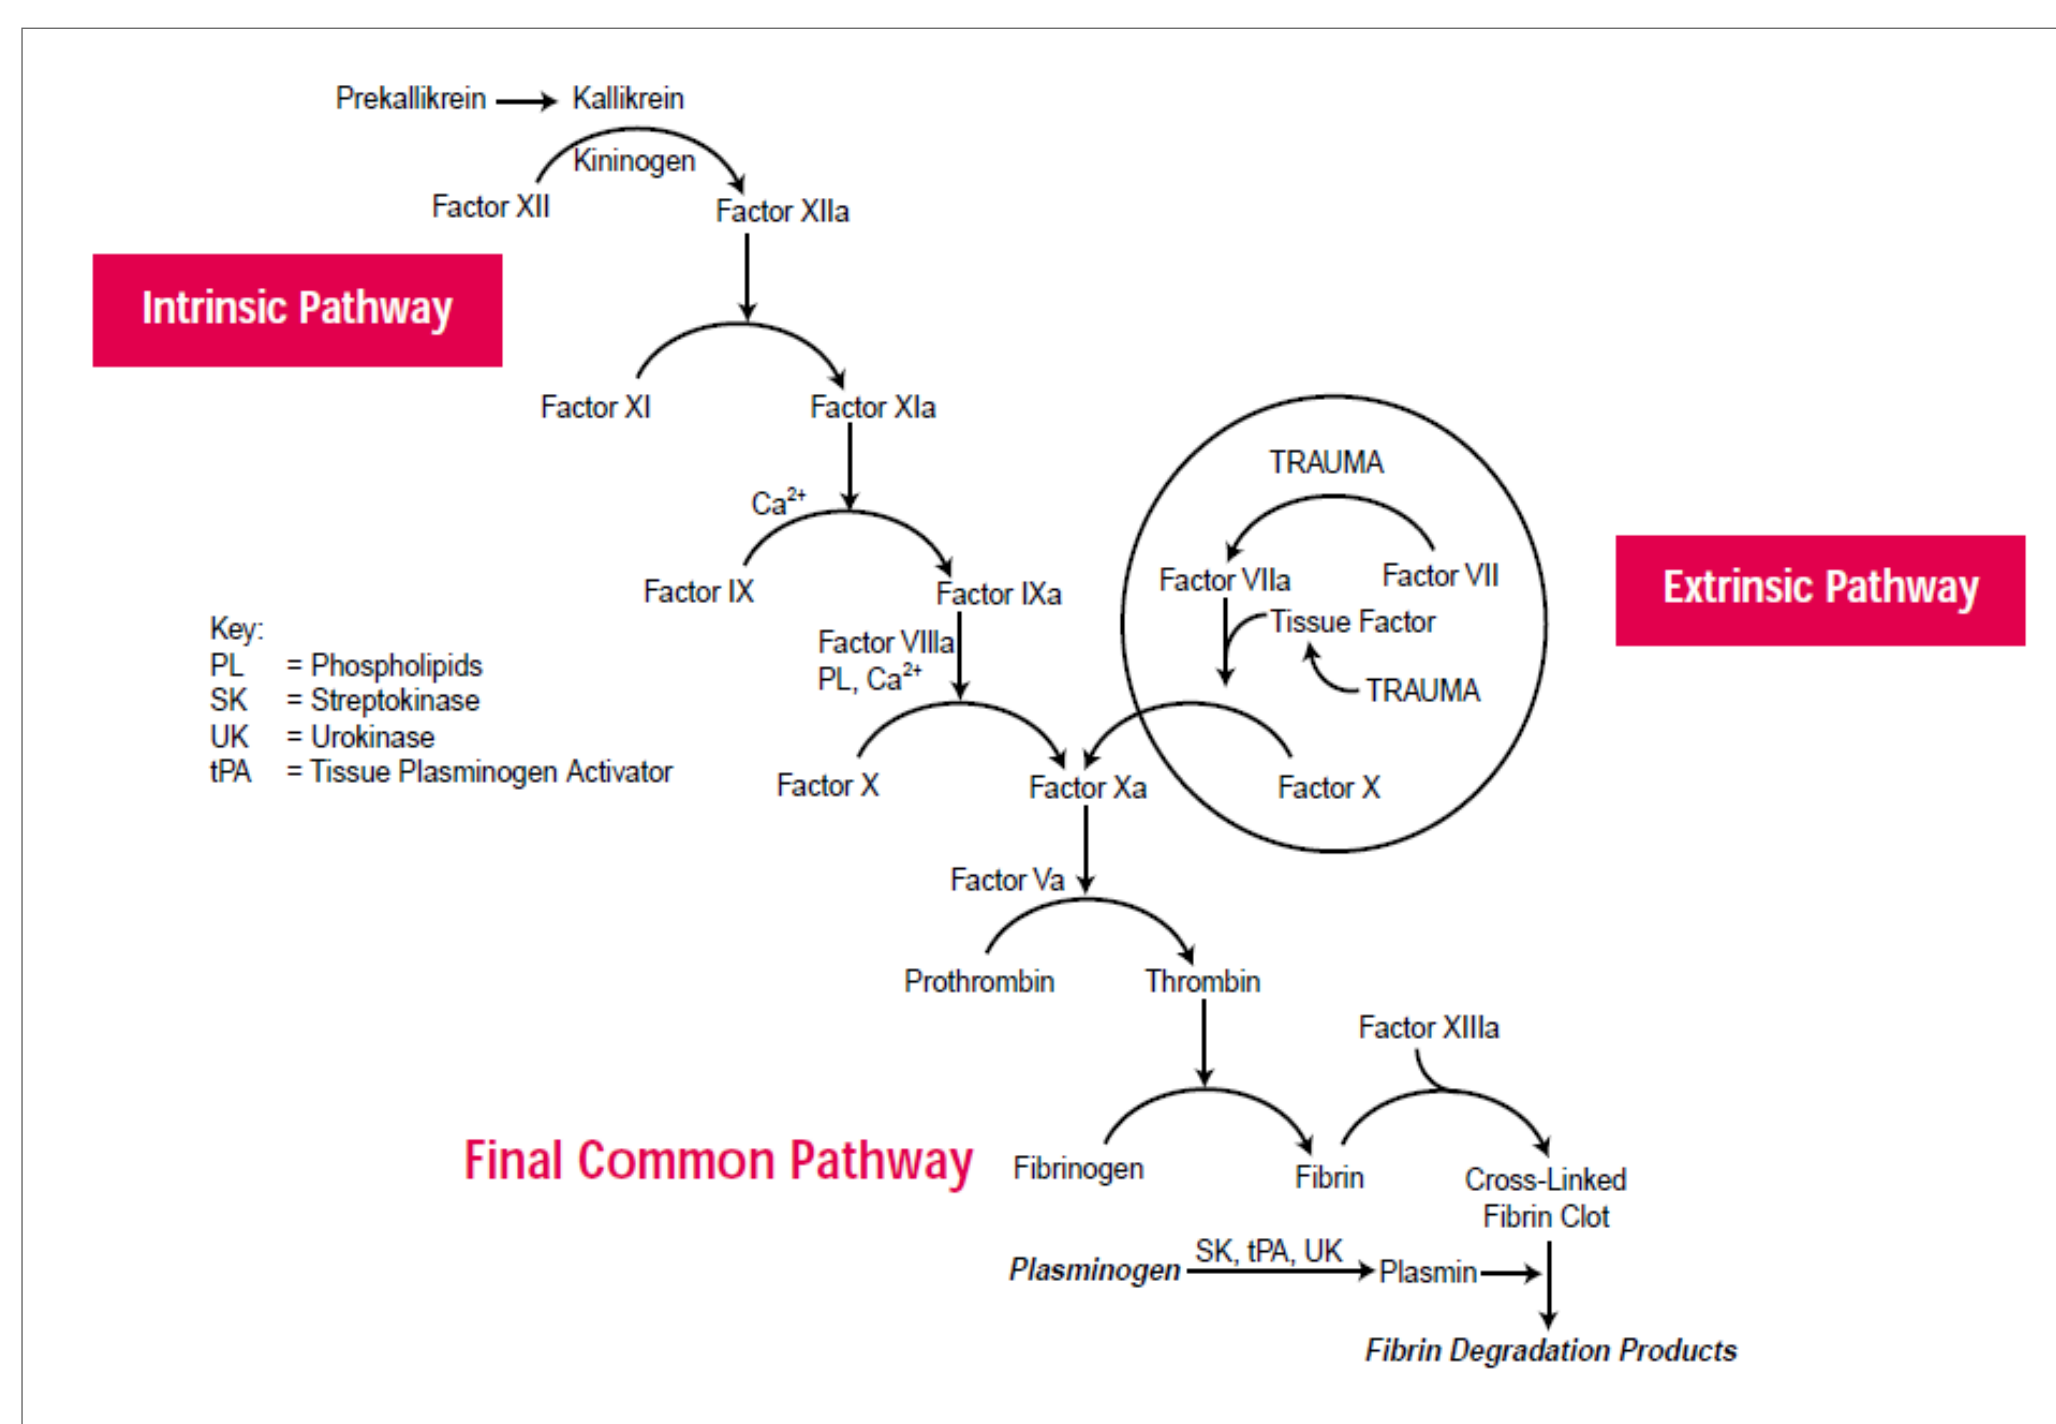 Prekallikrein Kallikrein
Kininogen
Factor XII Factor XIIa
Intrinsic Pathway
Factor XI Factor XIa
TRAUMA
Ca²⁺
Factor IX Factor IXa
Factor VIIa Factor VII
Extrinsic Pathway
Tissue Factor
TRAUMA
Key:
PL = Phospholipids
SK = Streptokinase
UK = Urokinase
tPA = Tissue Plasminogen Activator
Factor VIIIa
PL, Ca²⁺
Factor X Factor Xa Factor X
Factor Va
Prothrombin Thrombin
Factor XIIIa
Final Common Pathway
Fibrinogen Fibrin Cross-Linked
Fibrin Clot
Plasminogen SK, tPA, UK Plasmin
Fibrin Degradation Products